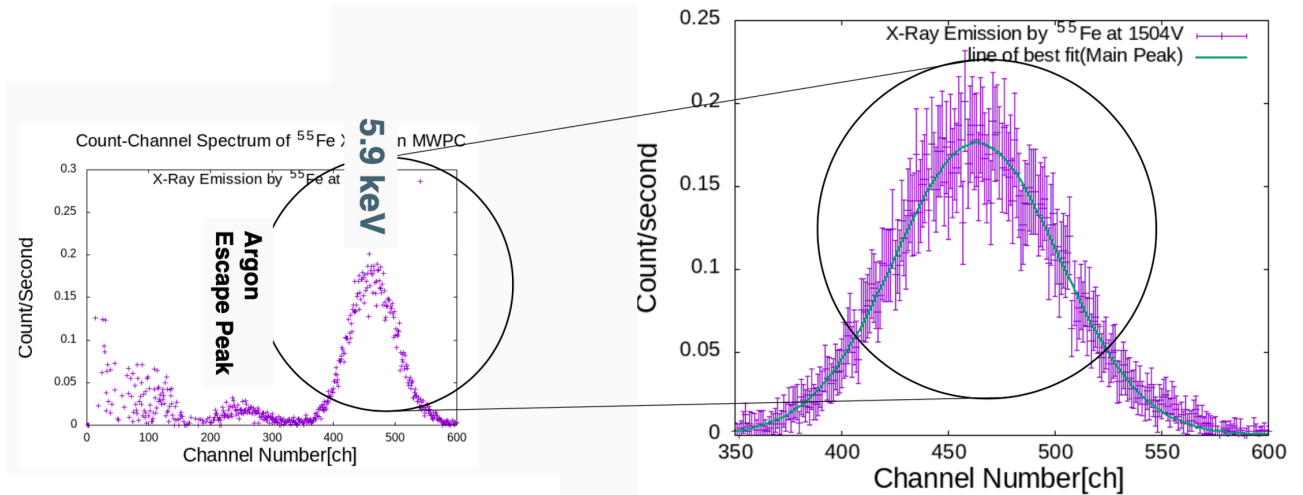 Count-Channel Spectrum of ⁵⁵Fe X n MWPC
X-Ray Emission by ⁵⁵Fe at
5.9 keV
Argon
Escape Peak
0.3
0.25
0.2
0.15
0.1
0.05
0
Count/Second
0 100 200 300 400 500 600
Channel Number[ch]
X-Ray Emission by ⁵⁵Fe at 1504V
line of best fit(Main Peak)
0.25
0.2
0.15
0.1
0.05
0
Count/second
350 400 450 500 550 600
Channel Number[ch]